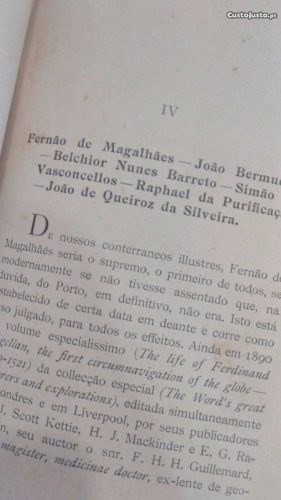 CustoJusto.pt
IV
Fernão de Magalhães—João Bermu
—Belchior Nunes Barreto—Simão
Vasconcellos—Raphael da Purificaç
—João de Queiroz da Silveira.
DE nossos conterraneos illustres, Fernão d
Magalhães seria o supremo, o primeiro de todos, se
modernamente se não tivesse assentado que, na
duvida, do Porto, em definitivo, não era. Isto está
stabelecido de certa data em deante e corre como
so julgado, para todos os effeitos. Ainda em 1890
volume especialissimo (The life of Ferdinand
gellan, the first circumnavigation of the globe—
0-1521) da collecção especial (The Word's great
rers and explorations), editada simultaneamente
ondres e em Liverpool, por seus publicadores
J. Scott Kettie, H. J. Mackinder e E. G. Ra-
n, seu auctor o snr. F. H. H. Guillemard,
magister, medicinae doctor, ex-lente de geo-